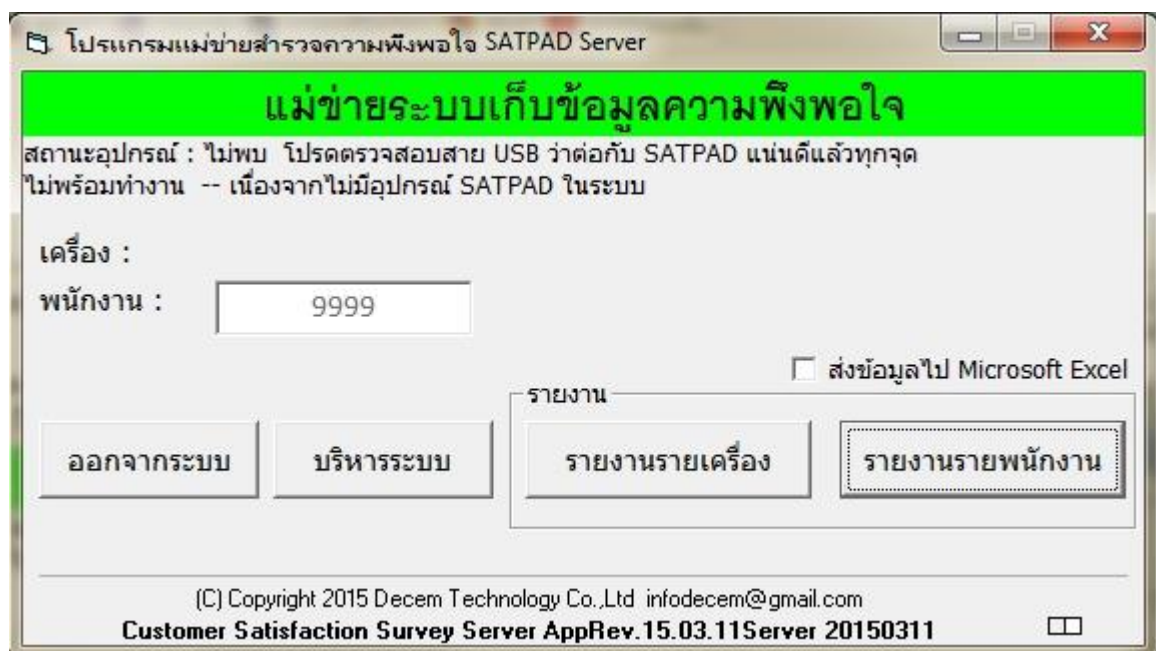 โปรแกรมแม่ข่ายสำรวจความพึงพอใจ SATPAD Server
แม่ข่ายระบบเก็บข้อมูลความพึงพอใจ
สถานะอุปกรณ์ : ไม่พบ โปรดตรวจสอบสาย USB ว่าต่อกับ SATPAD แน่นดีแล้วทุกจุด
ไม่พร้อมทำงาน -- เนื่องจากไม่มีอุปกรณ์ SATPAD ในระบบ
เครื่อง :
พนักงาน : 9999
ส่งข้อมูลไป Microsoft Excel
รายงาน
ออกจากระบบ บริหารระบบ รายงานรายเครื่อง รายงานรายพนักงาน
(C) Copyright 2015 Decem Technology Co.,Ltd infodecem@gmail.com
Customer Satisfaction Survey Server AppRev.15.03.11Server 20150311